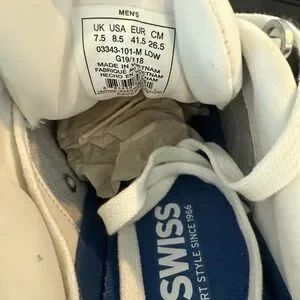 MEN'S
UK USA EUR CM
7.5 8.5 41.5 26.5
03343-101-M LOW
G19/118
MADE IN VIETNAM
FABRIQUÉ AU VIETNAM
HECHO EN VIETNAM
SWISS
RT STYLE SINCE 1966